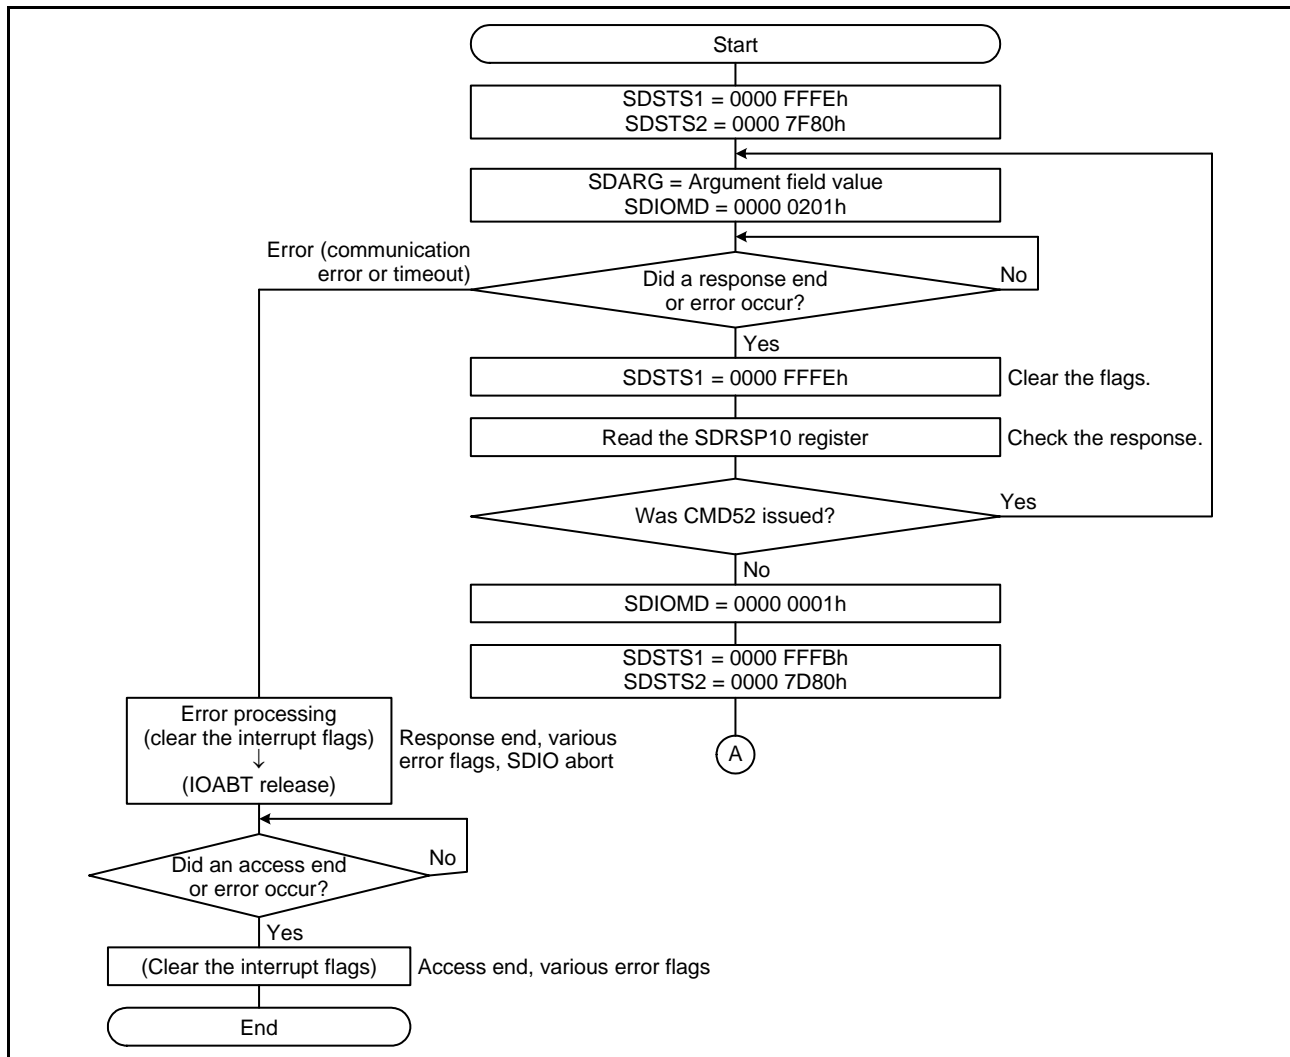 Start
SDSTS1 = 0000 FFFEh
SDSTS2 = 0000 7F80h
SDARG = Argument field value
SDIOMD = 0000 0201h
Error (communication
error or timeout)
Did a response end
or error occur?
No
Yes
SDSTS1 = 0000 FFFEh
Clear the flags.
Read the SDRSP10 register
Check the response.
Was CMD52 issued?
Yes
No
SDIOMD = 0000 0001h
SDSTS1 = 0000 FFFBh
SDSTS2 = 0000 7D80h
A
Error processing
(clear the interrupt flags)
↓
(IOABT release)
Response end, various
error flags, SDIO abort
Did an access end
or error occur?
No
Yes
(Clear the interrupt flags)
Access end, various error flags
End